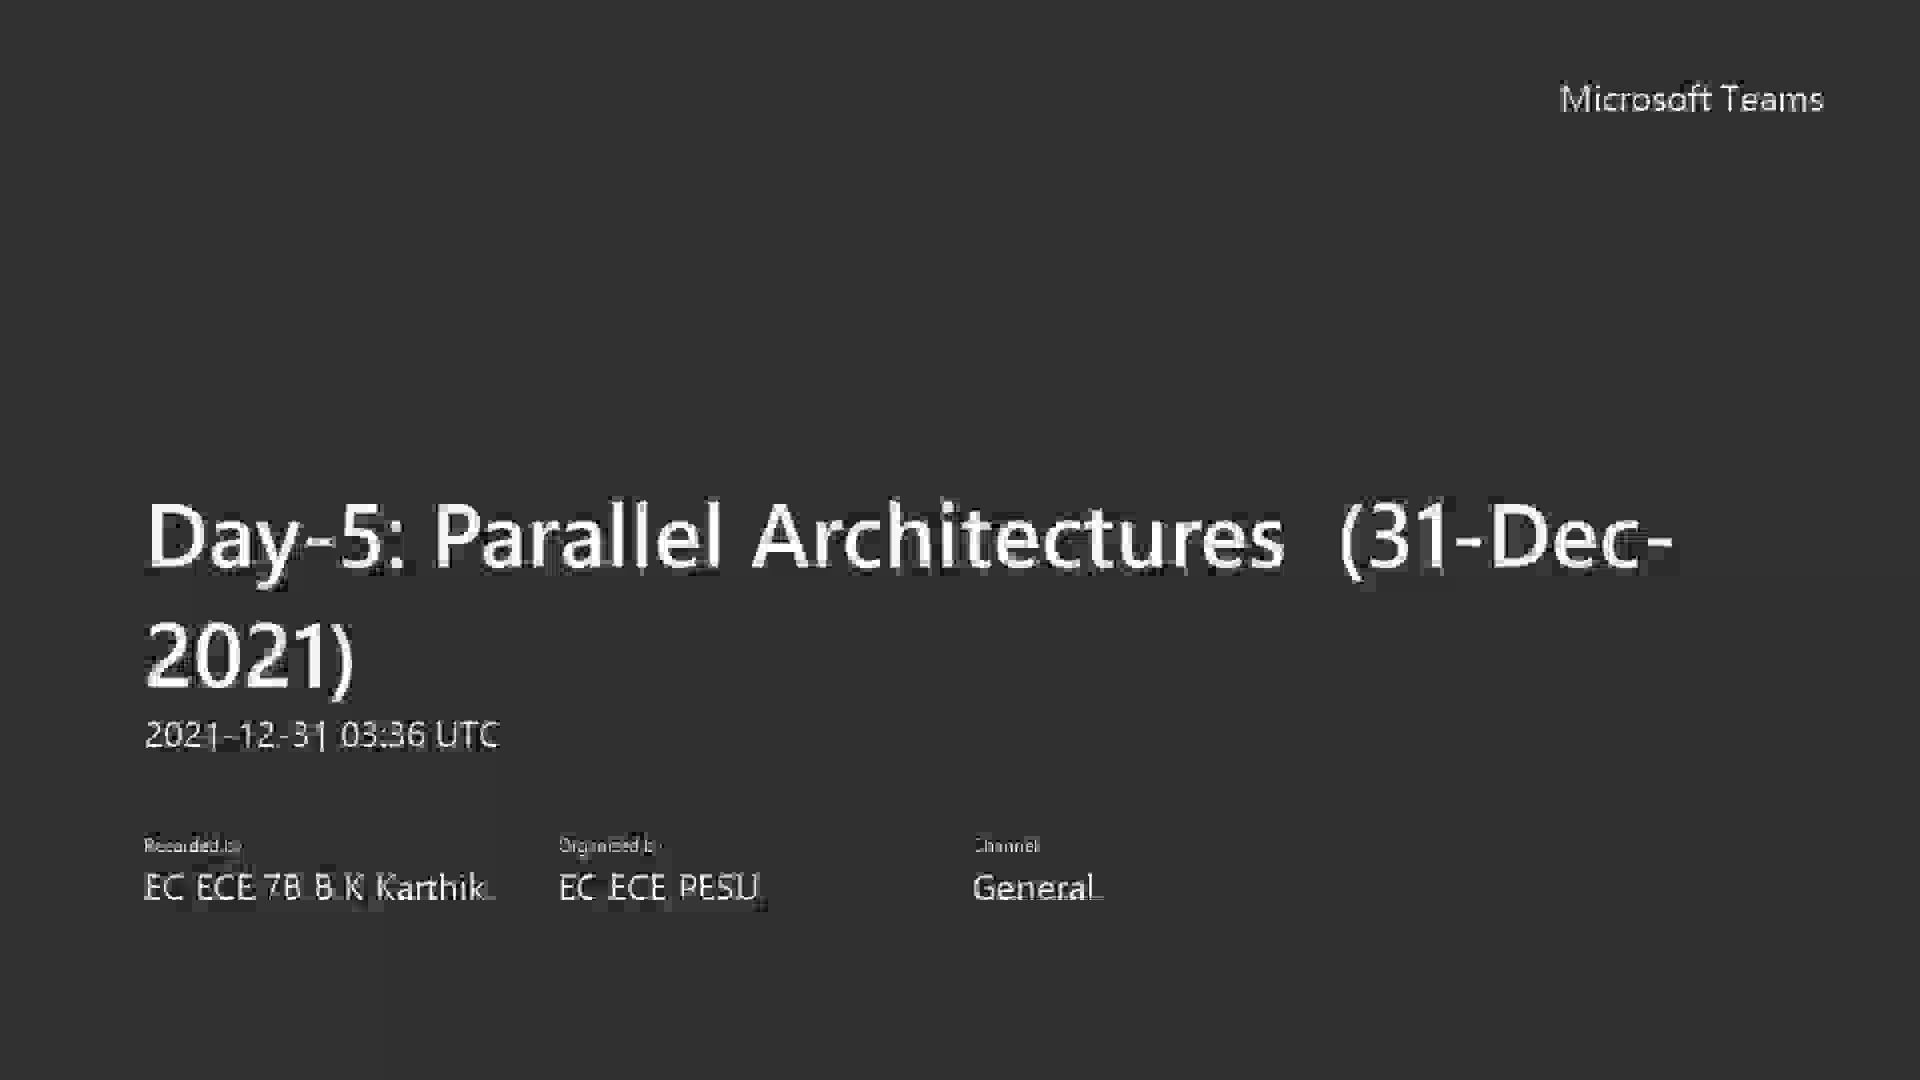 Microsoft Teams
Day-5: Parallel Architectures (31-Dec-
2021)
2021-12-31 03:36 UTC
Recorded by Organized by Channel
EC ECE 7B B K Karthik EC ECE PESU General